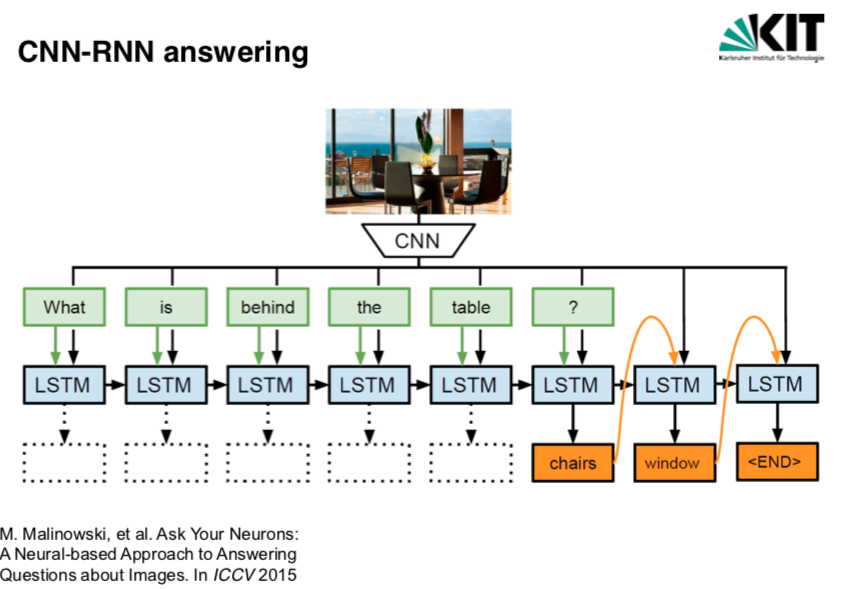 CNN-RNN answering
KIT
Karlsruher Institut für Technologie
CNN
What is behind the table ?
LSTM LSTM LSTM LSTM LSTM LSTM LSTM LSTM
chairs window <END>
M. Malinowski, et al. Ask Your Neurons:
A Neural-based Approach to Answering
Questions about Images. In ICCV 2015